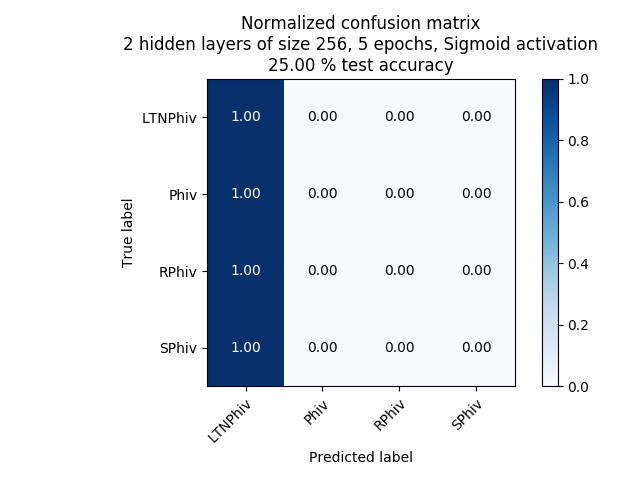 Normalized confusion matrix
2 hidden layers of size 256, 5 epochs, Sigmoid activation
25.00 % test accuracy
True label
LTNPhiv 1.00 0.00 0.00 0.00
Phiv 1.00 0.00 0.00 0.00
RPhiv 1.00 0.00 0.00 0.00
SPhiv 1.00 0.00 0.00 0.00
LTNPhiv Phiv RPhiv SPhiv
Predicted label
1.0
0.8
0.6
0.4
0.2
0.0